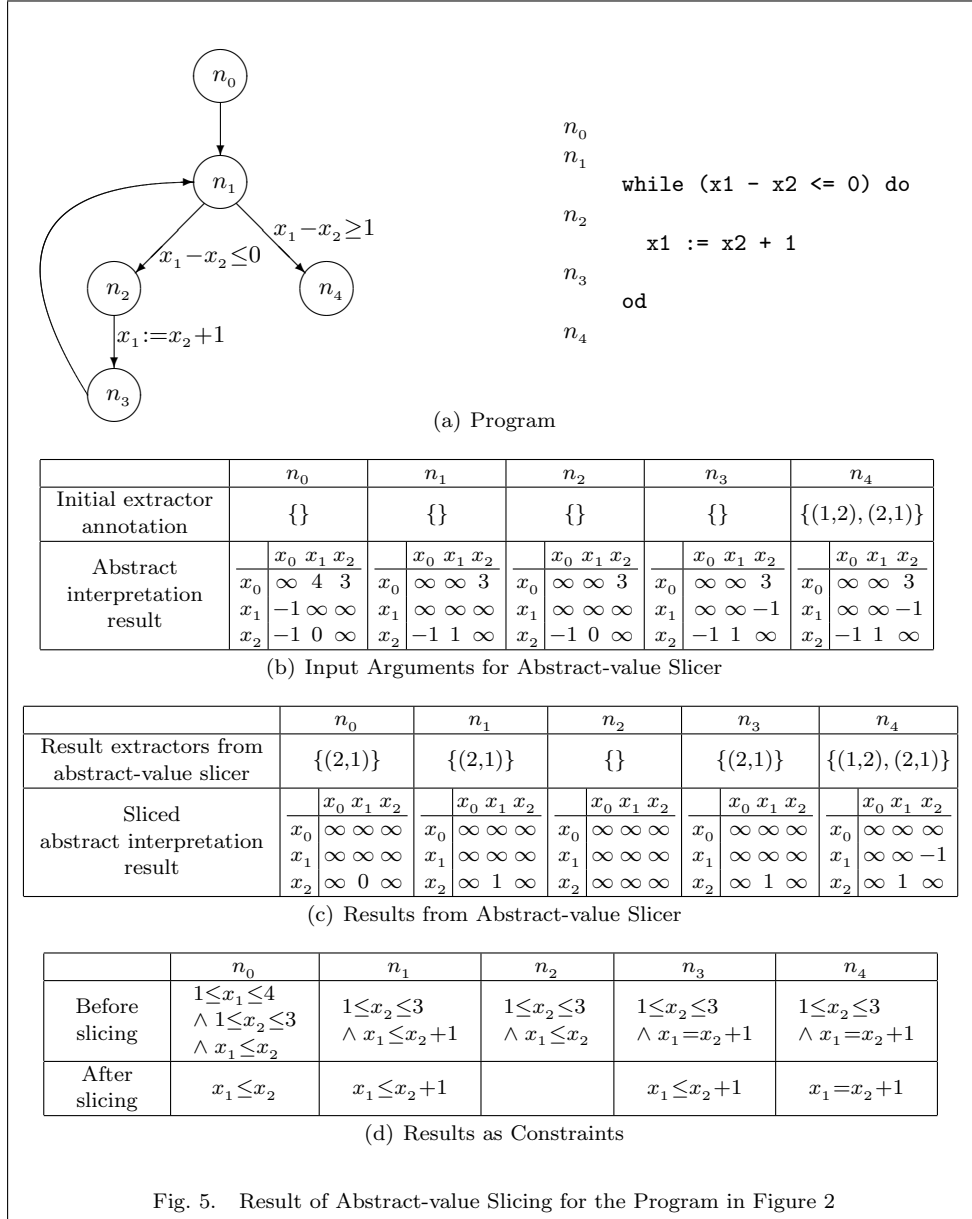 n₀
n₁
x₁−x₂≥1
x₁−x₂≤0
n₂
n₄
x₁:=x₂+1
n₃
n₀
n₁
while (x1 - x2 <= 0) do
n₂
x1 := x2 + 1
n₃
od
n₄
(a) Program
n₀ n₁ n₂ n₃ n₄
Initial extractor annotation {} {} {} {} {(1,2), (2,1)}
Abstract interpretation result
x₀ x₁ x₂ x₀ x₁ x₂ x₀ x₁ x₂ x₀ x₁ x₂ x₀ x₁ x₂
x₀ ∞ 4 3 x₀ ∞ ∞ 3 x₀ ∞ ∞ 3 x₀ ∞ ∞ 3 x₀ ∞ ∞ 3
x₁ −1 ∞ ∞ x₁ ∞ ∞ ∞ x₁ ∞ ∞ ∞ x₁ ∞ ∞ −1 x₁ ∞ ∞ −1
x₂ −1 0 ∞ x₂ −1 1 ∞ x₂ −1 0 ∞ x₂ −1 1 ∞ x₂ −1 1 ∞
(b) Input Arguments for Abstract-value Slicer
n₀ n₁ n₂ n₃ n₄
Result extractors from abstract-value slicer {(2,1)} {(2,1)} {} {(2,1)} {(1,2), (2,1)}
Sliced abstract interpretation result
x₀ x₁ x₂ x₀ x₁ x₂ x₀ x₁ x₂ x₀ x₁ x₂ x₀ x₁ x₂
x₀ ∞ ∞ ∞ x₀ ∞ ∞ ∞ x₀ ∞ ∞ ∞ x₀ ∞ ∞ ∞ x₀ ∞ ∞ ∞
x₁ ∞ ∞ ∞ x₁ ∞ ∞ ∞ x₁ ∞ ∞ ∞ x₁ ∞ ∞ ∞ x₁ ∞ ∞ −1
x₂ ∞ 0 ∞ x₂ ∞ 1 ∞ x₂ ∞ ∞ ∞ x₂ ∞ 1 ∞ x₂ ∞ 1 ∞
(c) Results from Abstract-value Slicer
n₀ n₁ n₂ n₃ n₄
Before slicing
1≤x₁≤4
∧ 1≤x₂≤3
∧ x₁≤x₂
1≤x₂≤3
∧ x₁≤x₂+1
1≤x₂≤3
∧ x₁≤x₂
1≤x₂≤3
∧ x₁=x₂+1
1≤x₂≤3
∧ x₁=x₂+1
After slicing
x₁≤x₂ x₁≤x₂+1 x₁≤x₂+1 x₁=x₂+1
(d) Results as Constraints
Fig. 5. Result of Abstract-value Slicing for the Program in Figure 2